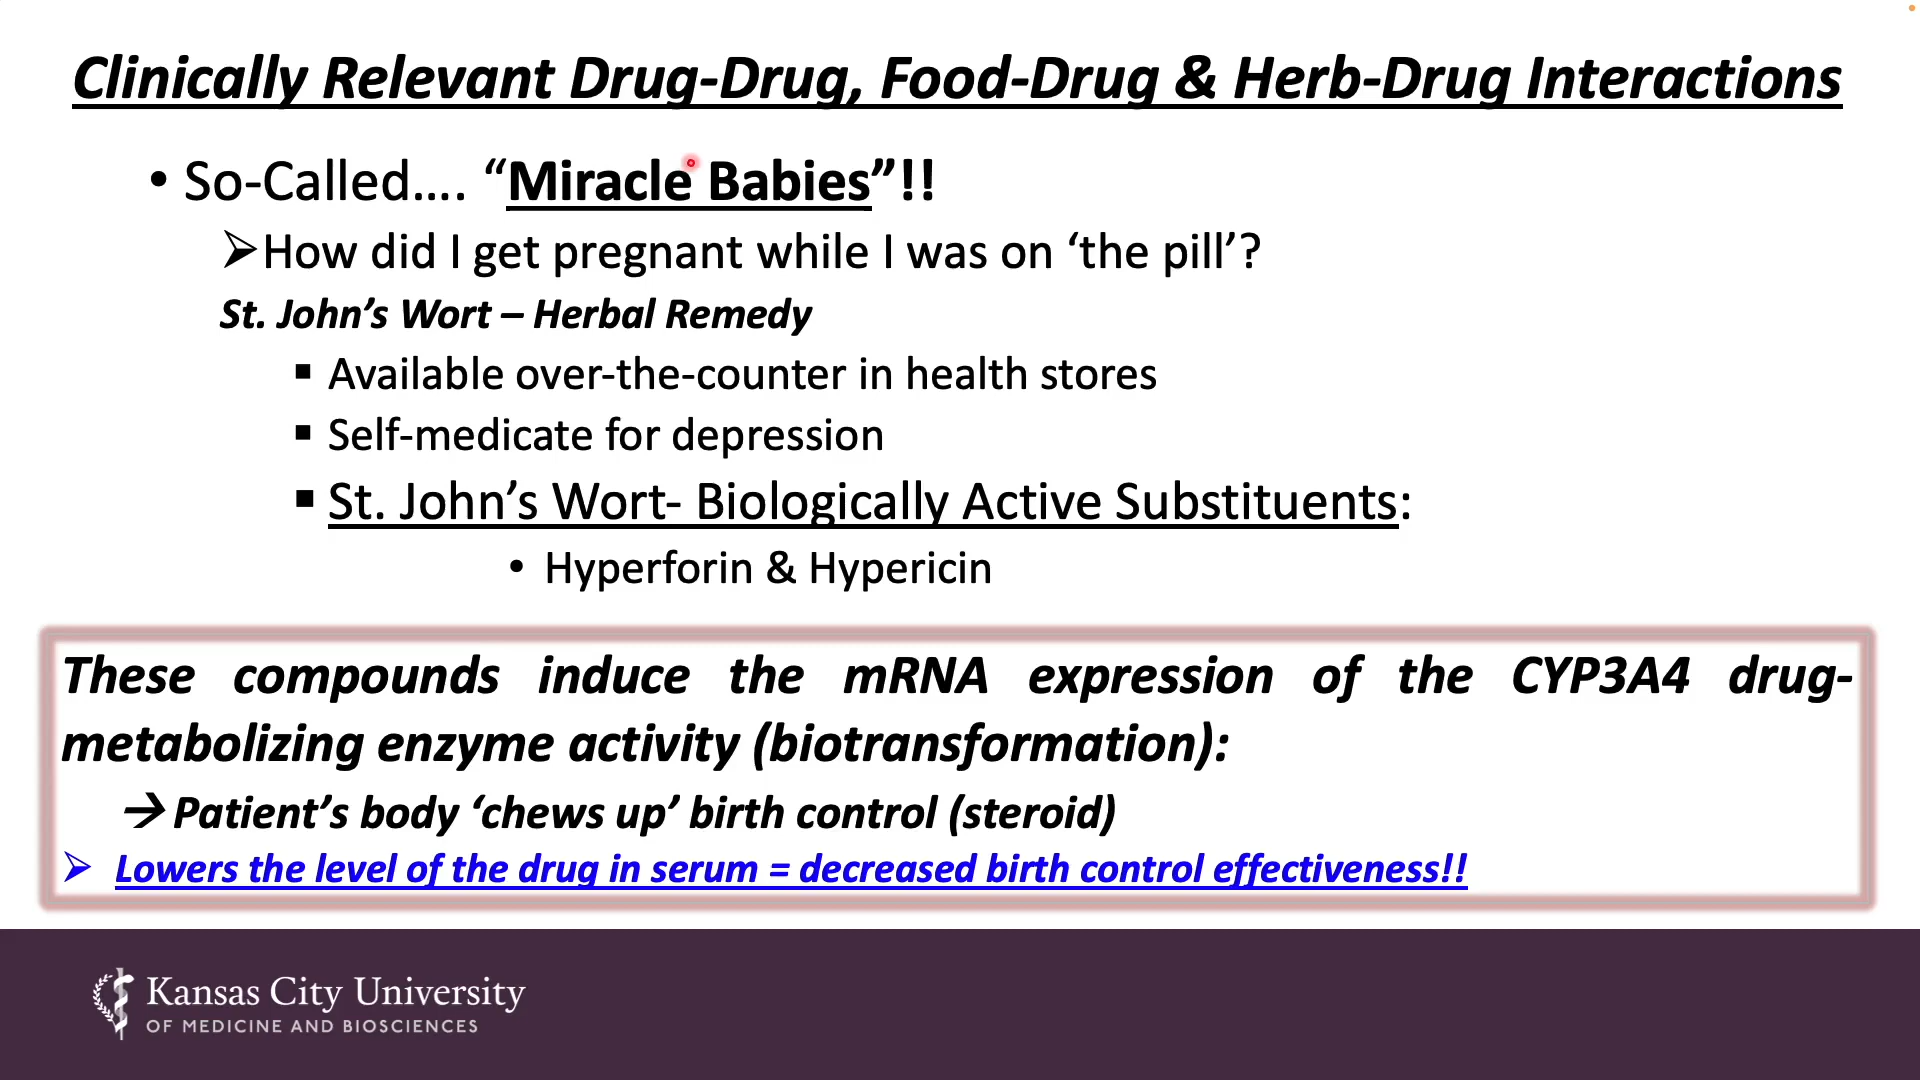 Clinically Relevant Drug-Drug, Food-Drug & Herb-Drug Interactions
• So-Called…. “Miracle Babies”!!
➢How did I get pregnant while I was on ‘the pill’?
St. John’s Wort – Herbal Remedy
▪ Available over-the-counter in health stores
▪ Self-medicate for depression
▪ St. John’s Wort- Biologically Active Substituents:
• Hyperforin & Hypericin
These compounds induce the mRNA expression of the CYP3A4 drug-
metabolizing enzyme activity (biotransformation):
→ Patient’s body ‘chews up’ birth control (steroid)
➢ Lowers the level of the drug in serum = decreased birth control effectiveness!!
Kansas City University
OF MEDICINE AND BIOSCIENCES